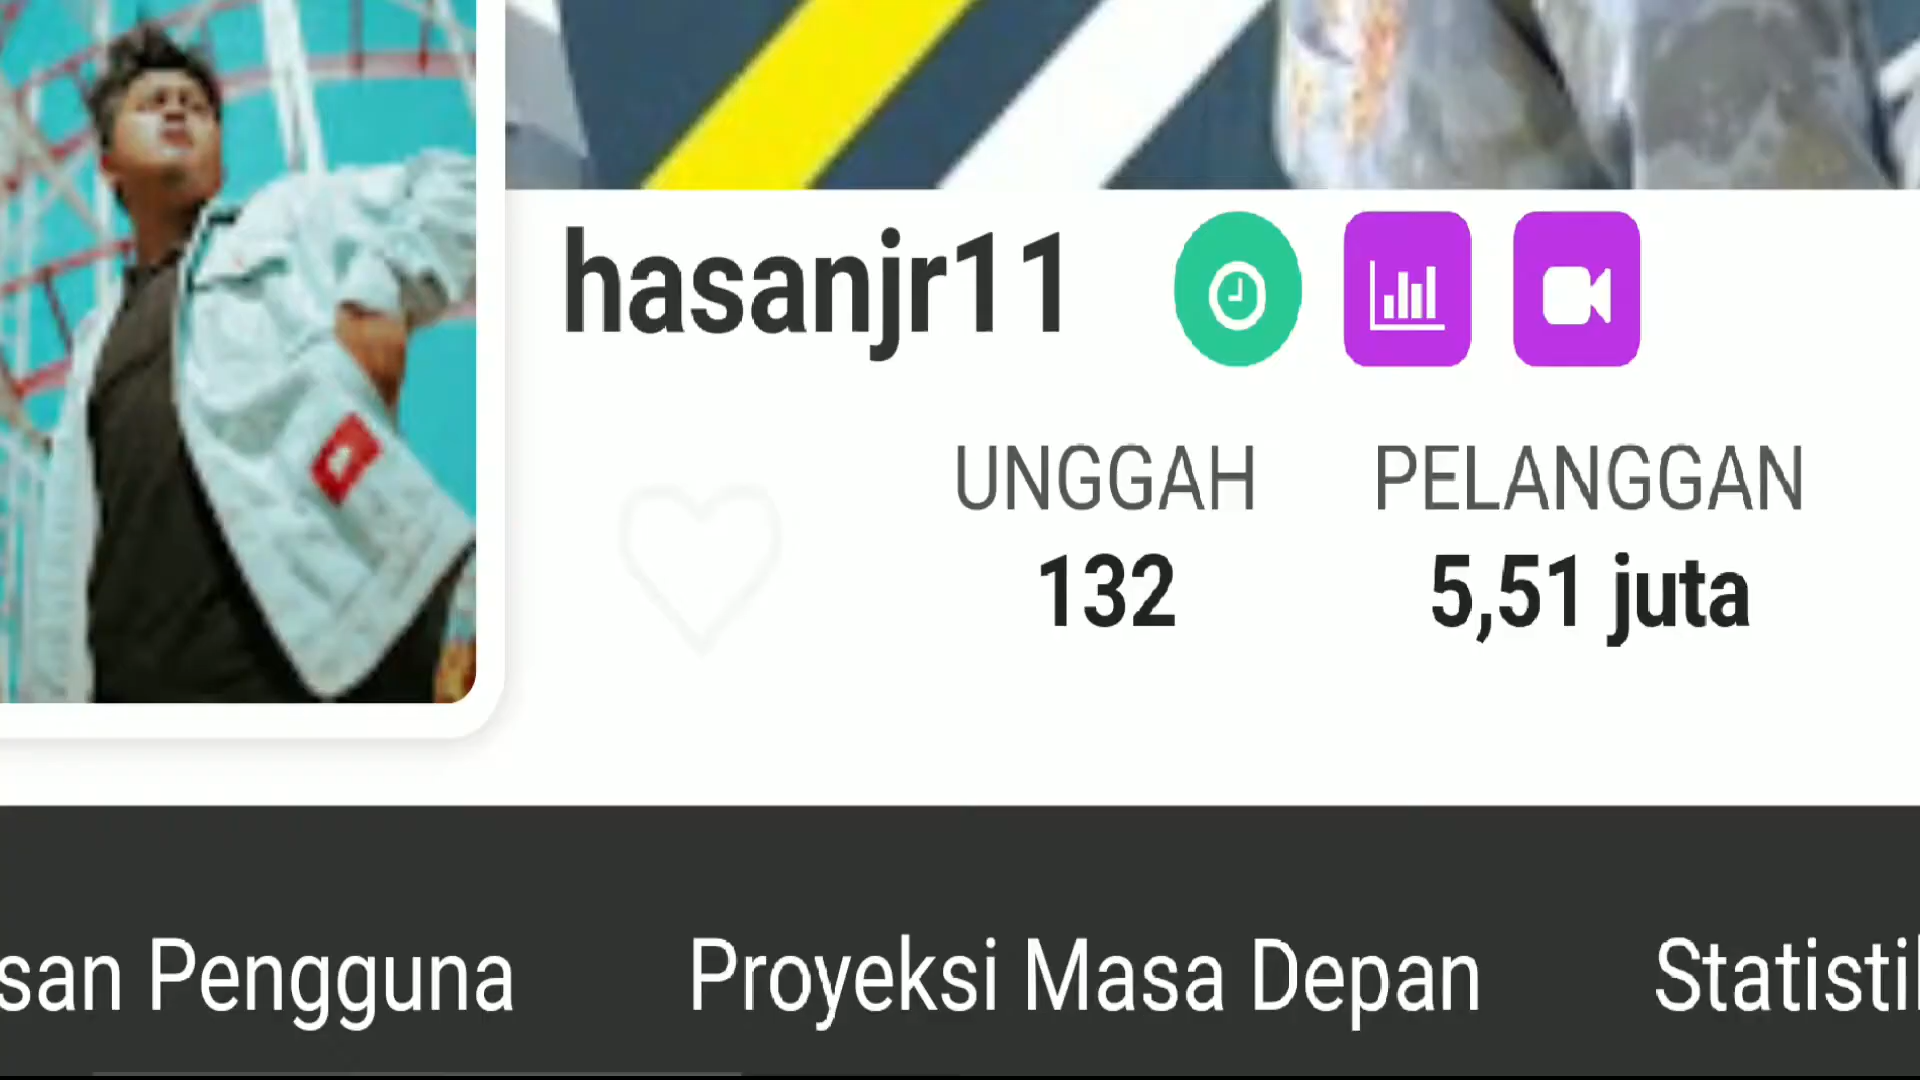 hasanjr11
UNGGAH PELANGGAN
132 5,51 juta
san Pengguna Proyeksi Masa Depan Statisti